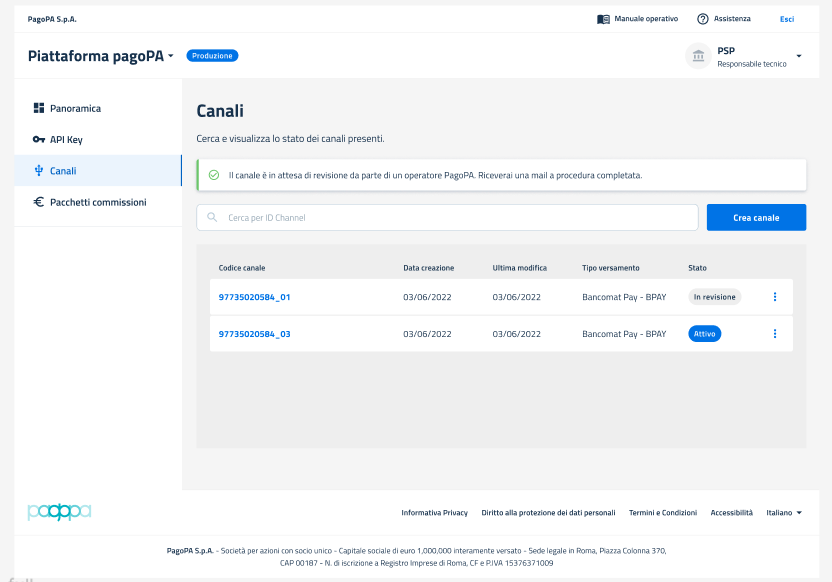 PagoPA S.p.A.
Manuale operativo
Assistenza
Esci
Piattaforma pagoPA
Produzione
PSP
Responsabile tecnico
Panoramica
API Key
Canali
Pacchetti commissioni
Canali
Cerca e visualizza lo stato dei canali presenti.
Il canale è in attesa di revisione da parte di un operatore PagoPA. Riceverai una mail a procedura completata.
Cerca per ID Channel
Crea canale
Codice canale Data creazione Ultima modifica Tipo versamento Stato
97735020584_01 03/06/2022 03/06/2022 Bancomat Pay - BPAY In revisione
97735020584_03 03/06/2022 03/06/2022 Bancomat Pay - BPAY Attivo
pagopa
Informativa Privacy Diritto alla protezione dei dati personali Termini e Condizioni Accessibilità Italiano
PagoPA S.p.A. - Società per azioni con socio unico - Capitale sociale di euro 1,000,000 interamente versato - Sede legale in Roma, Piazza Colonna 370,
CAP 00187 - N. di iscrizione a Registro Imprese di Roma, CF e P.IVA 15376371009